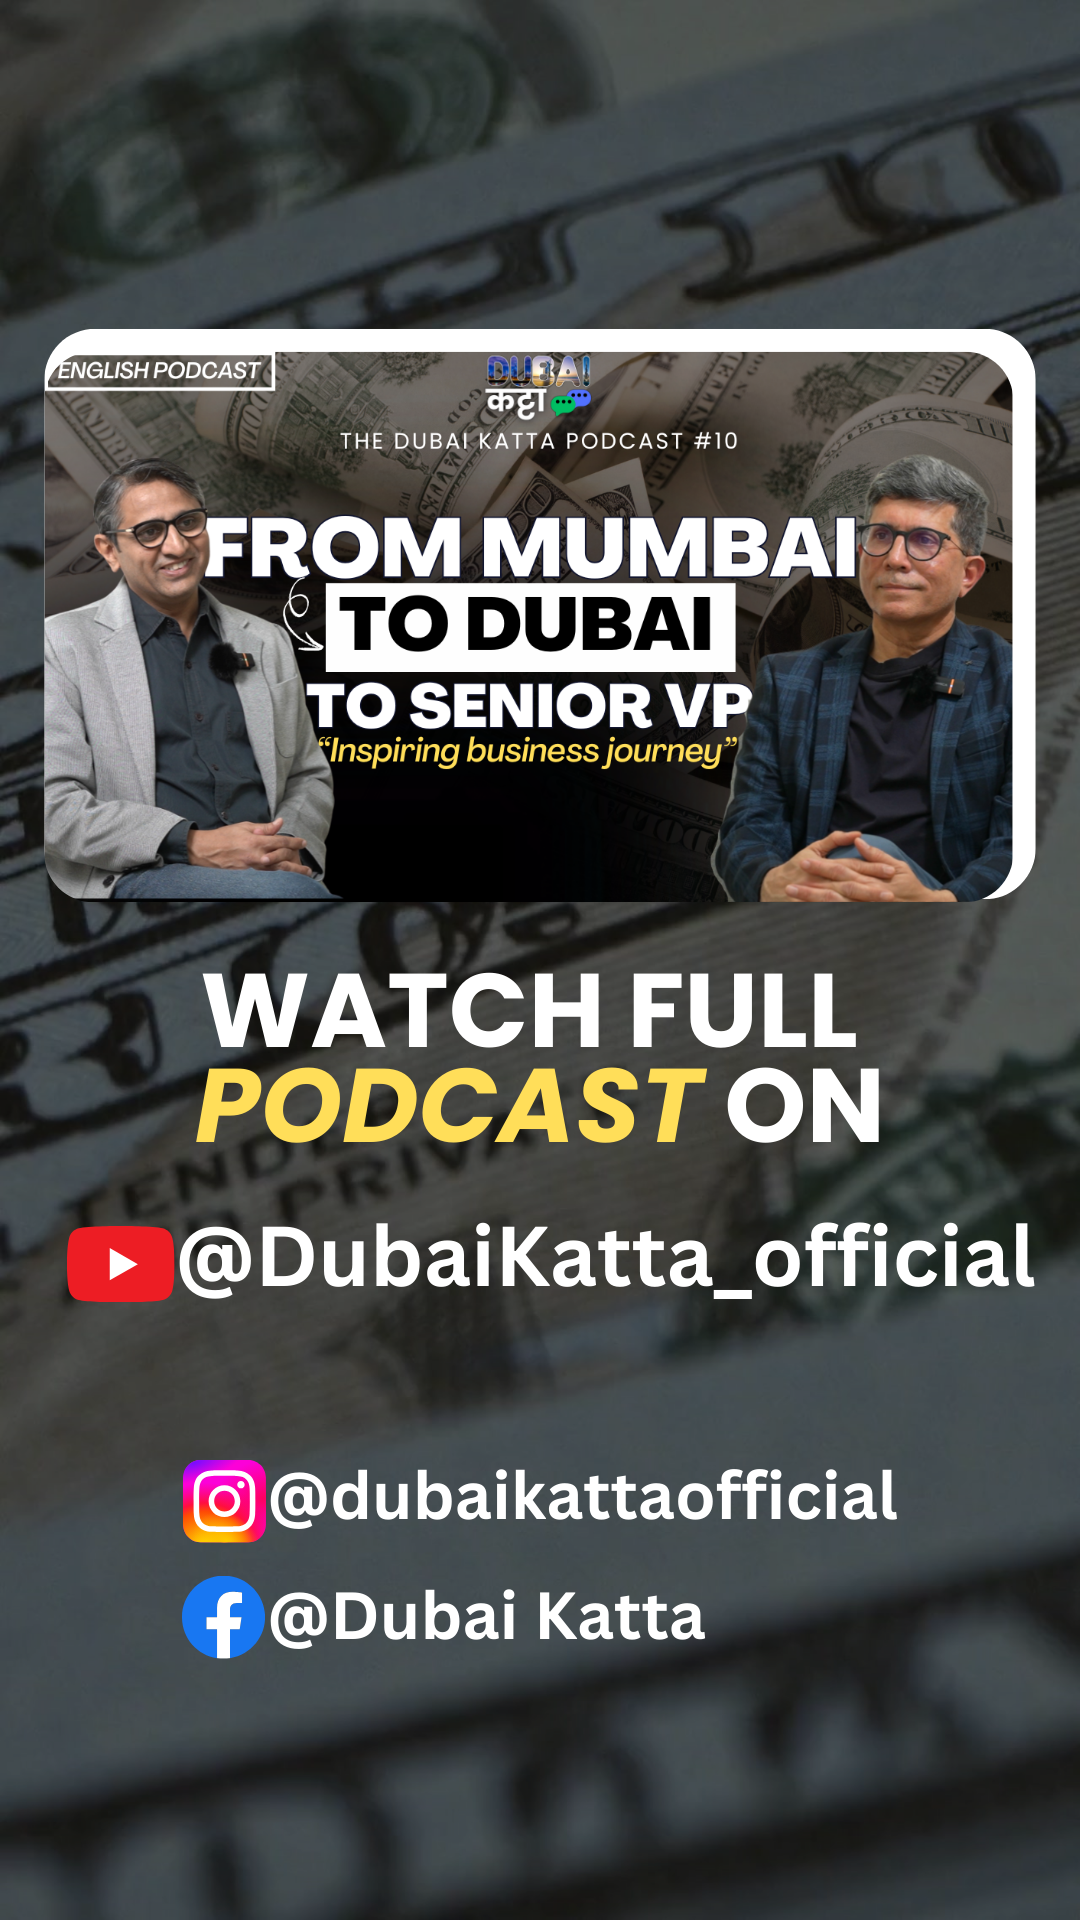 ENGLISH PODCAST
DUBAI
कट्टा
THE DUBAI KATTA PODCAST #10
FROM MUMBAI
TO DUBAI
TO SENIOR VP
“Inspiring business journey”
WATCH FULL
PODCAST ON
@DubaiKatta_official
@dubaikattaofficial
@Dubai Katta